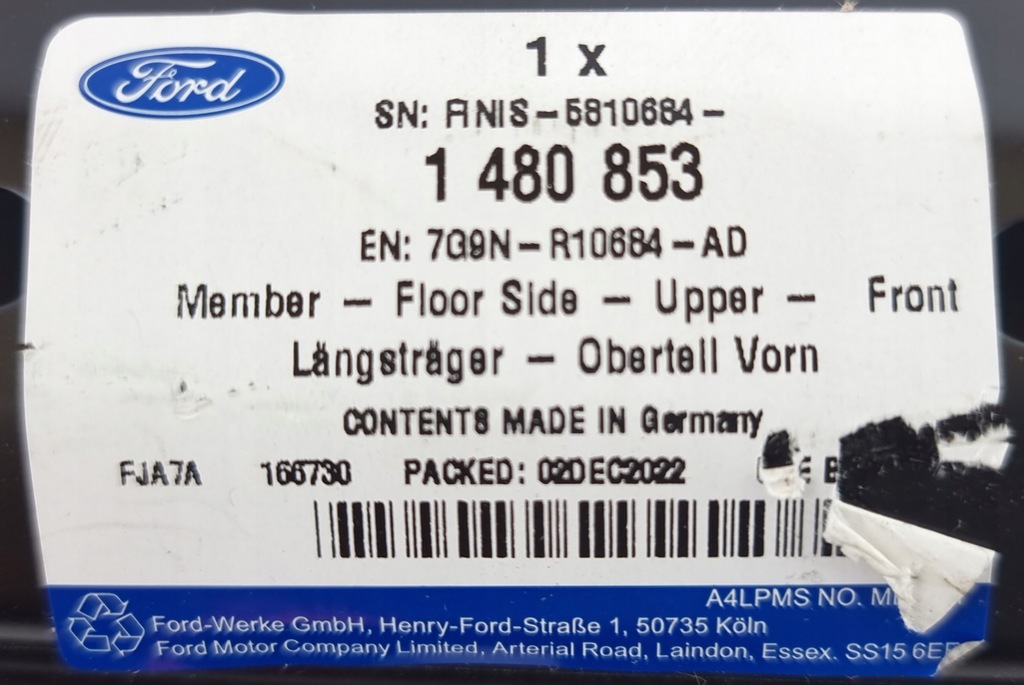 Ford
1 x
SN: FINIS-5810684-
1 480 853
EN: 7G9N-R10684-AD
Member - Floor Side - Upper - Front
Längsträger - Oberteil Vorn
CONTENTS MADE IN Germany
FJA7A 166730 PACKED: 02DEC2022
A4LPMS NO.
Ford-Werke GmbH, Henry-Ford-Straße 1, 50735 Köln
Ford Motor Company Limited, Arterial Road, Laindon, Essex. SS15